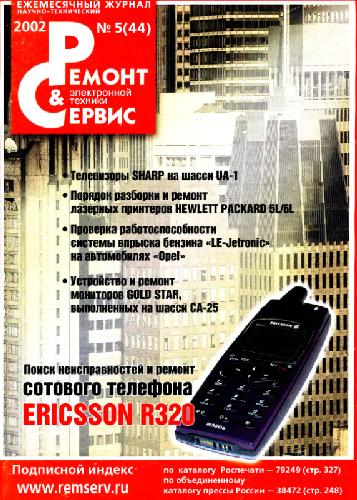 ЕЖЕМЕСЯЧНЫЙ ЖУРНАЛ
НАУЧНО-ТЕХНИЧЕСКИЙ
2002 № 5(44)
РЕМОНТ
& электронной
техники
СЕРВИС
• Телевизоры SHARP на шасси UA-1
• Порядок разборки и ремонт
лазерных принтеров HEWLETT PACKARD 5L/6L
• Проверка работоспособности
системы впрыска бензина «LE-Jetronic»
на автомобилях «Opel»
• Устройство и ремонт
мониторов GOLD STAR,
выполненных на шасси CA-25
Поиск неисправностей и ремонт
сотового телефона
ERICSSON R320
ERICSSON
R320s
Подписной индекс
www.remserv.ru
по каталогу Роспечати — 79249 (стр. 327)
по объединенному
каталогу прессы России — 38472 (стр. 248)